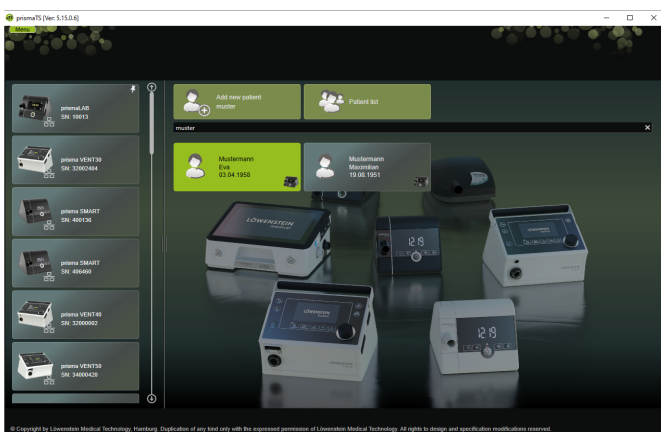 prismaTS [Ver: 5.15.0.6]
Menu
prismaLAB
SN: 10013
prisma VENT30
SN: 32002404
prisma SMART
SN: 400136
prisma SMART
SN: 406460
prisma VENT40
SN: 32000002
prisma VENT50
SN: 34000420
Add new patient
muster
Patient list
muster
Mustermann
Eva
03.04.1958
Mustermann
Maximilian
19.08.1951
LÖWENSTEIN
12:19
LÖWENSTEIN
12:19
© Copyright by Löwenstein Medical Technology, Hamburg. Duplication of any kind only with the expressed permission of Löwenstein Medical Technology. All rights to design and specification modifications reserved.